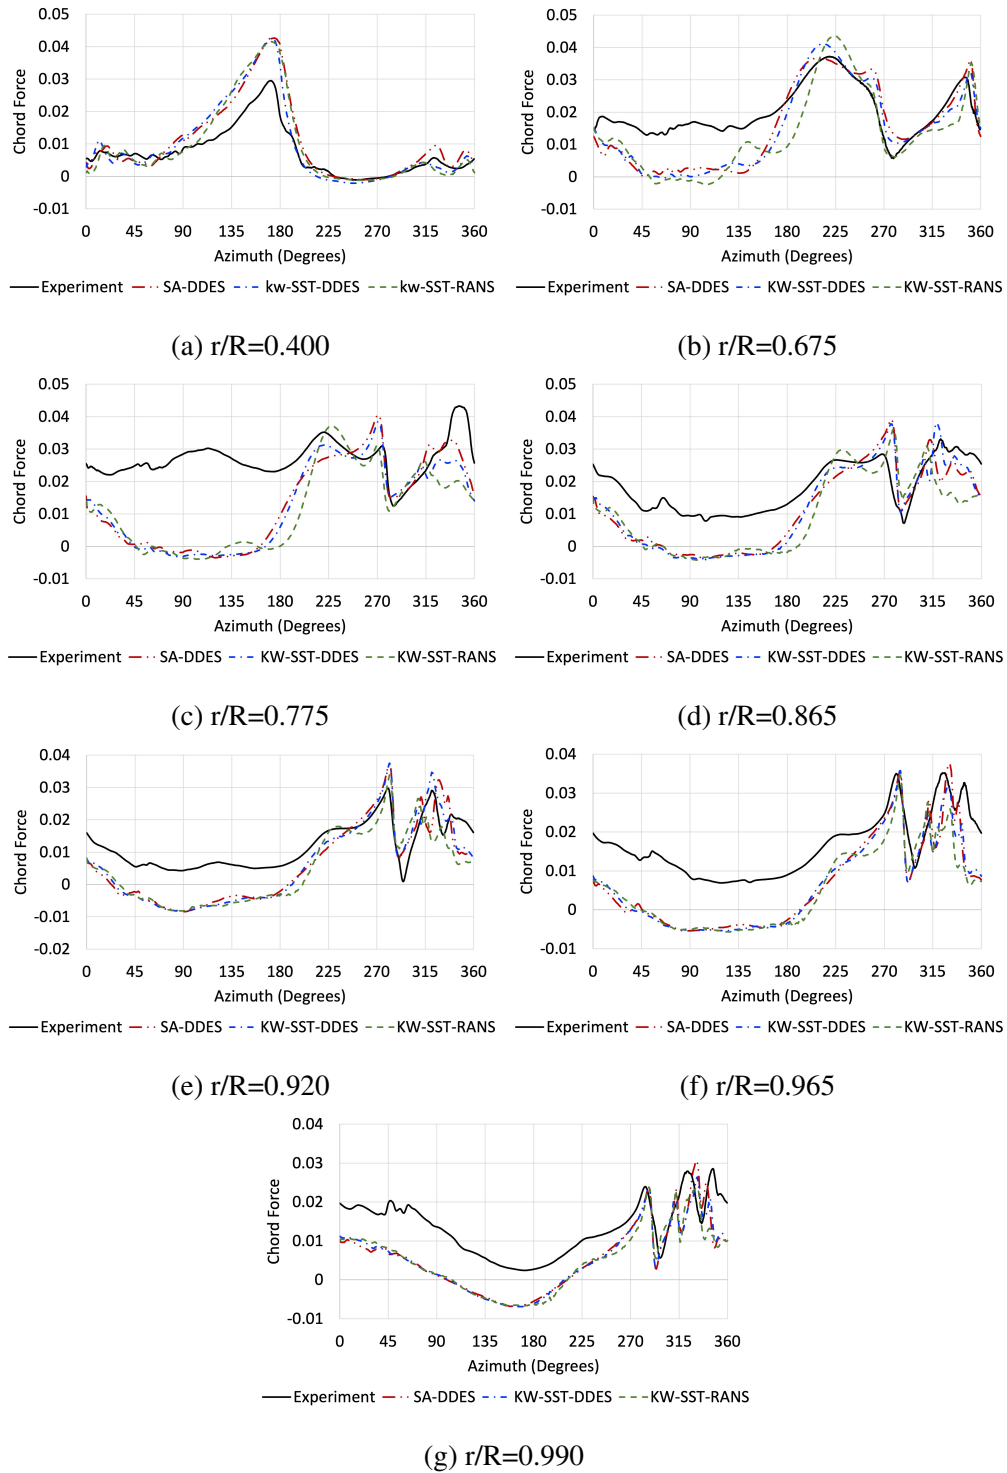 0.05
0.04
0.03
0.02
0.01
0
-0.01
Chord Force
0 45 90 135 180 225 270 315 360
Azimuth (Degrees)
Experiment SA-DDES kw-SST-DDES kw-SST-RANS
(a) r/R=0.400
0.05
0.04
0.03
0.02
0.01
0
-0.01
Chord Force
0 45 90 135 180 225 270 315 360
Azimuth (Degrees)
Experiment SA-DDES KW-SST-DDES KW-SST-RANS
(b) r/R=0.675
0.05
0.04
0.03
0.02
0.01
0
-0.01
Chord Force
0 45 90 135 180 225 270 315 360
Azimuth (Degrees)
Experiment SA-DDES KW-SST-DDES KW-SST-RANS
(c) r/R=0.775
0.05
0.04
0.03
0.02
0.01
0
-0.01
Chord Force
0 45 90 135 180 225 270 315 360
Azimuth (Degrees)
Experiment SA-DDES KW-SST-DDES KW-SST-RANS
(d) r/R=0.865
0.04
0.03
0.02
0.01
0
-0.01
-0.02
Chord Force
0 45 90 135 180 225 270 315 360
Azimuth (Degrees)
Experiment SA-DDES KW-SST-DDES KW-SST-RANS
(e) r/R=0.920
0.04
0.03
0.02
0.01
0
-0.01
Chord Force
0 45 90 135 180 225 270 315 360
Azimuth (Degrees)
Experiment SA-DDES KW-SST-DDES KW-SST-RANS
(f) r/R=0.965
0.04
0.03
0.02
0.01
0
-0.01
Chord Force
0 45 90 135 180 225 270 315 360
Azimuth (Degrees)
Experiment SA-DDES KW-SST-DDES KW-SST-RANS
(g) r/R=0.990